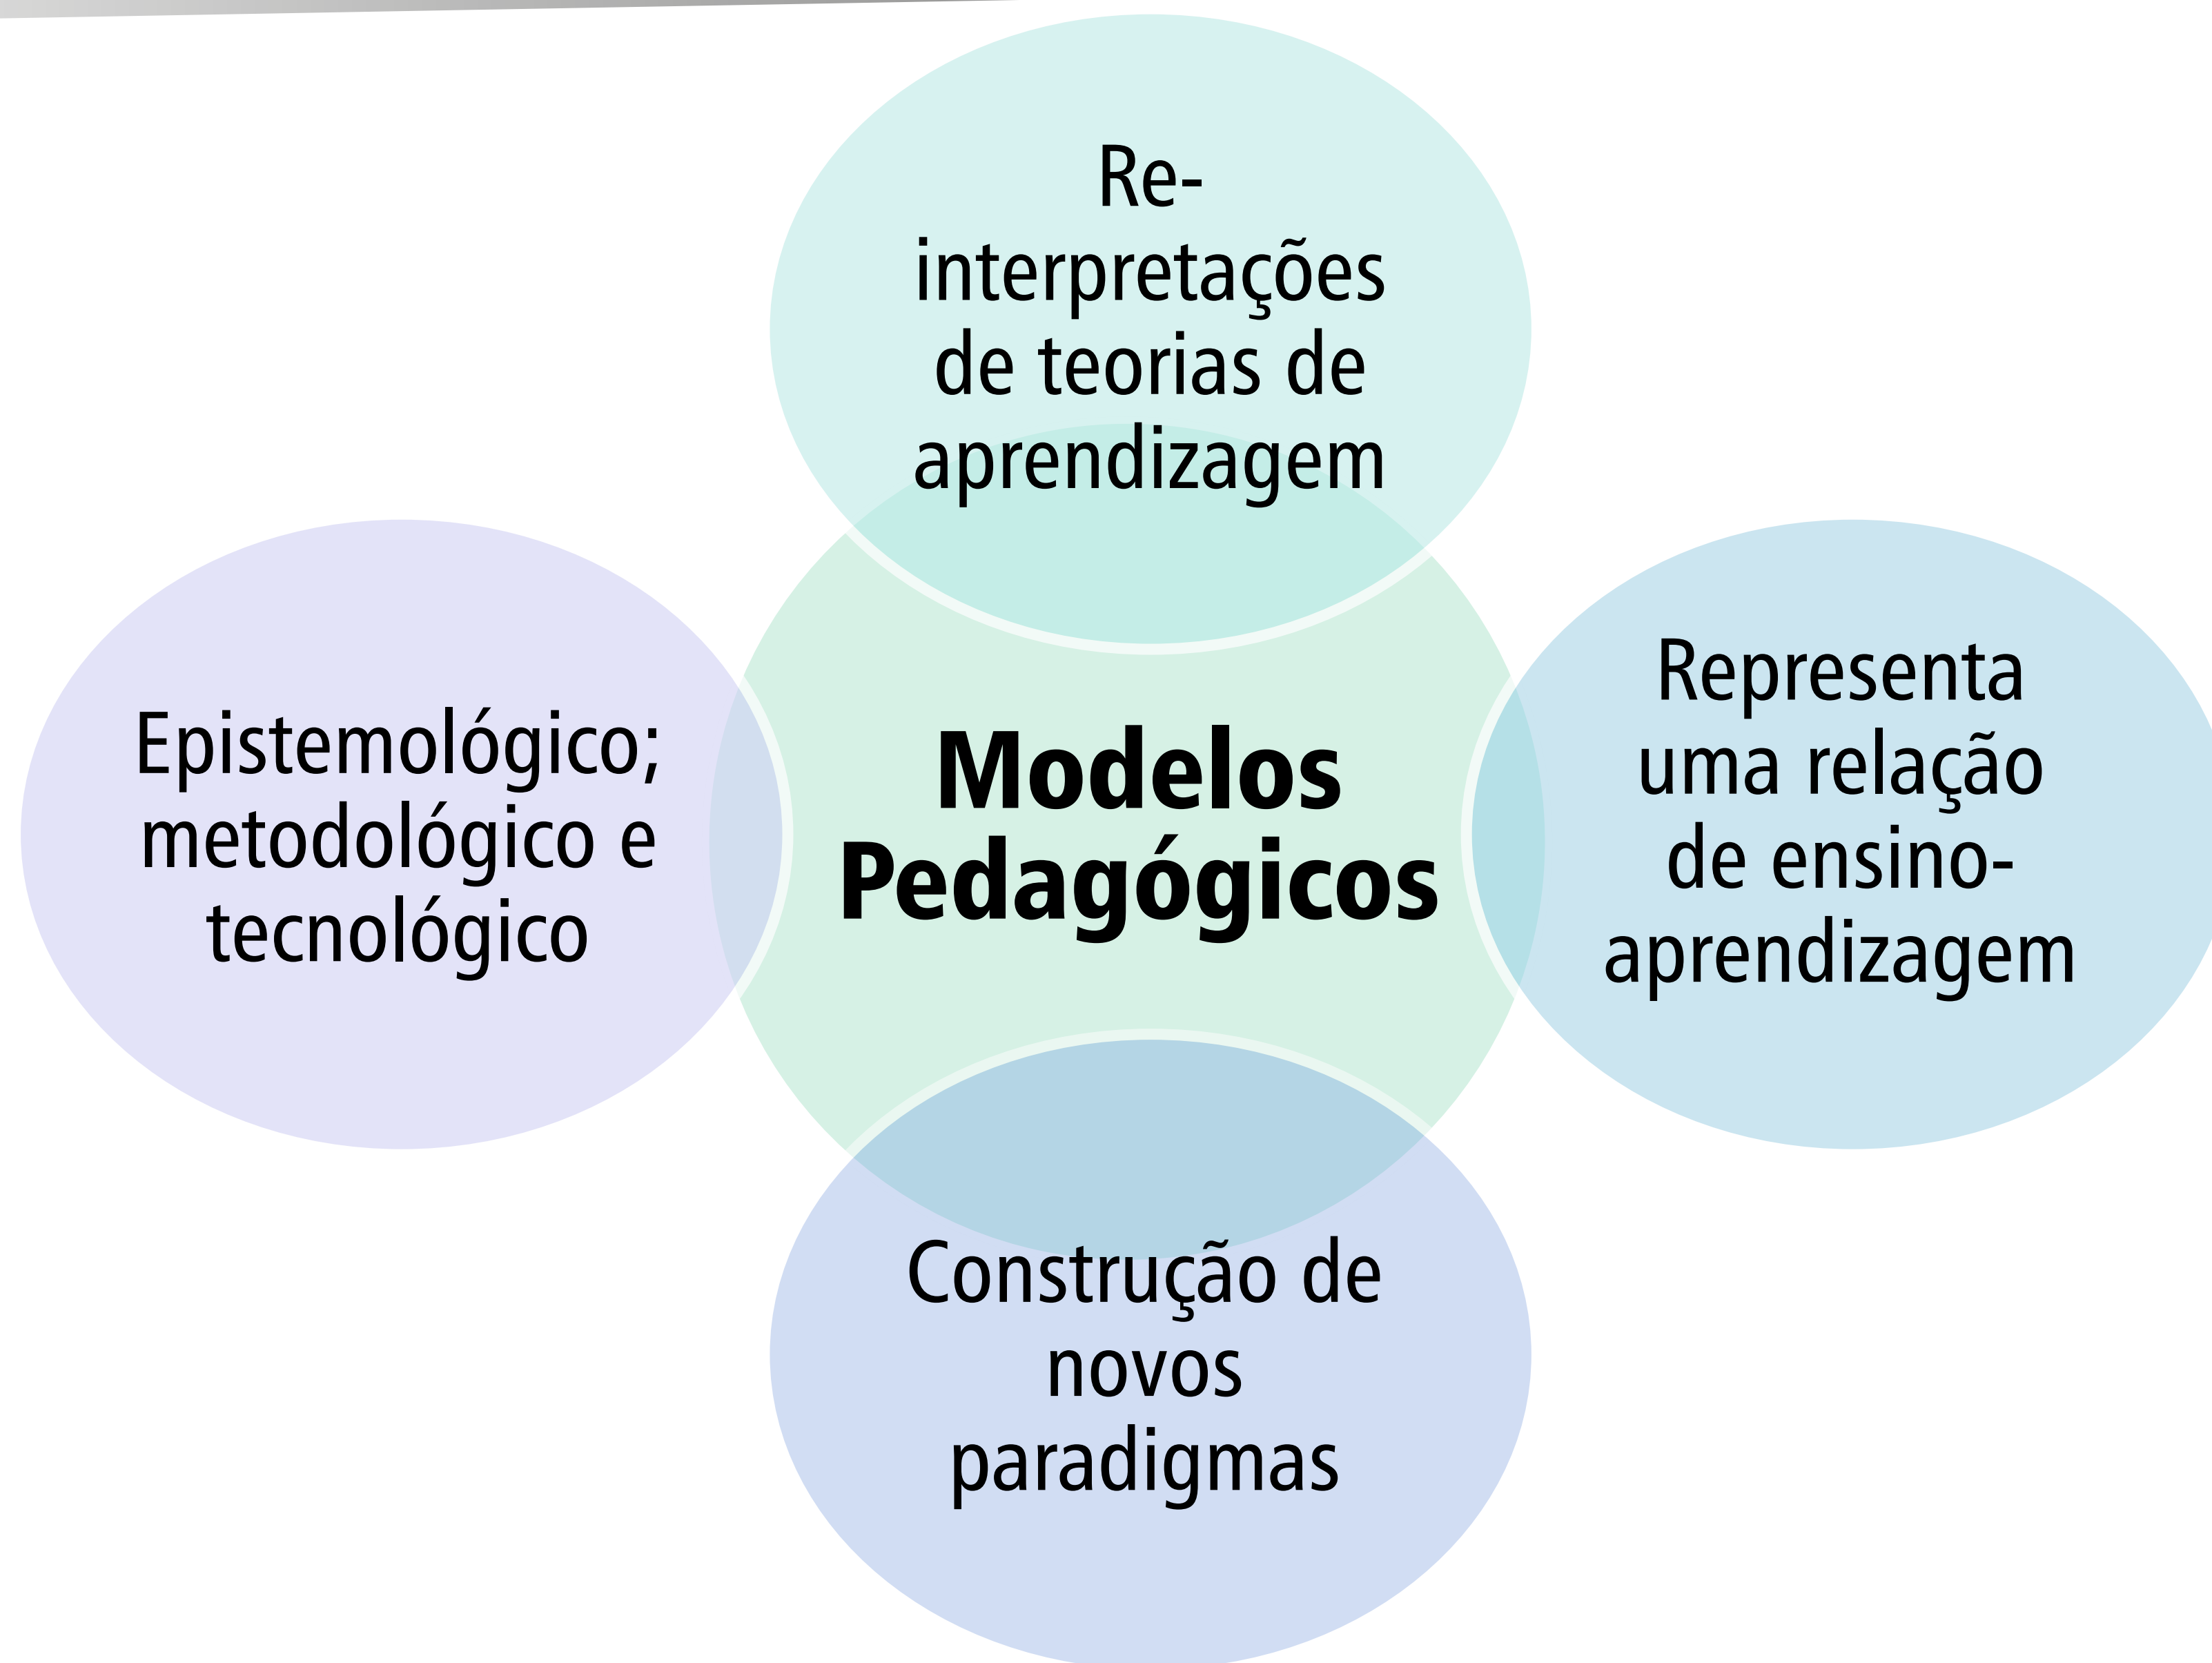 Re-
interpretações
de teorias de
aprendizagem
Epistemológico;
metodológico e
tecnológico
Modelos
Pedagógicos
Representa
uma relação
de ensino-
aprendizagem
Construção de
novos
paradigmas